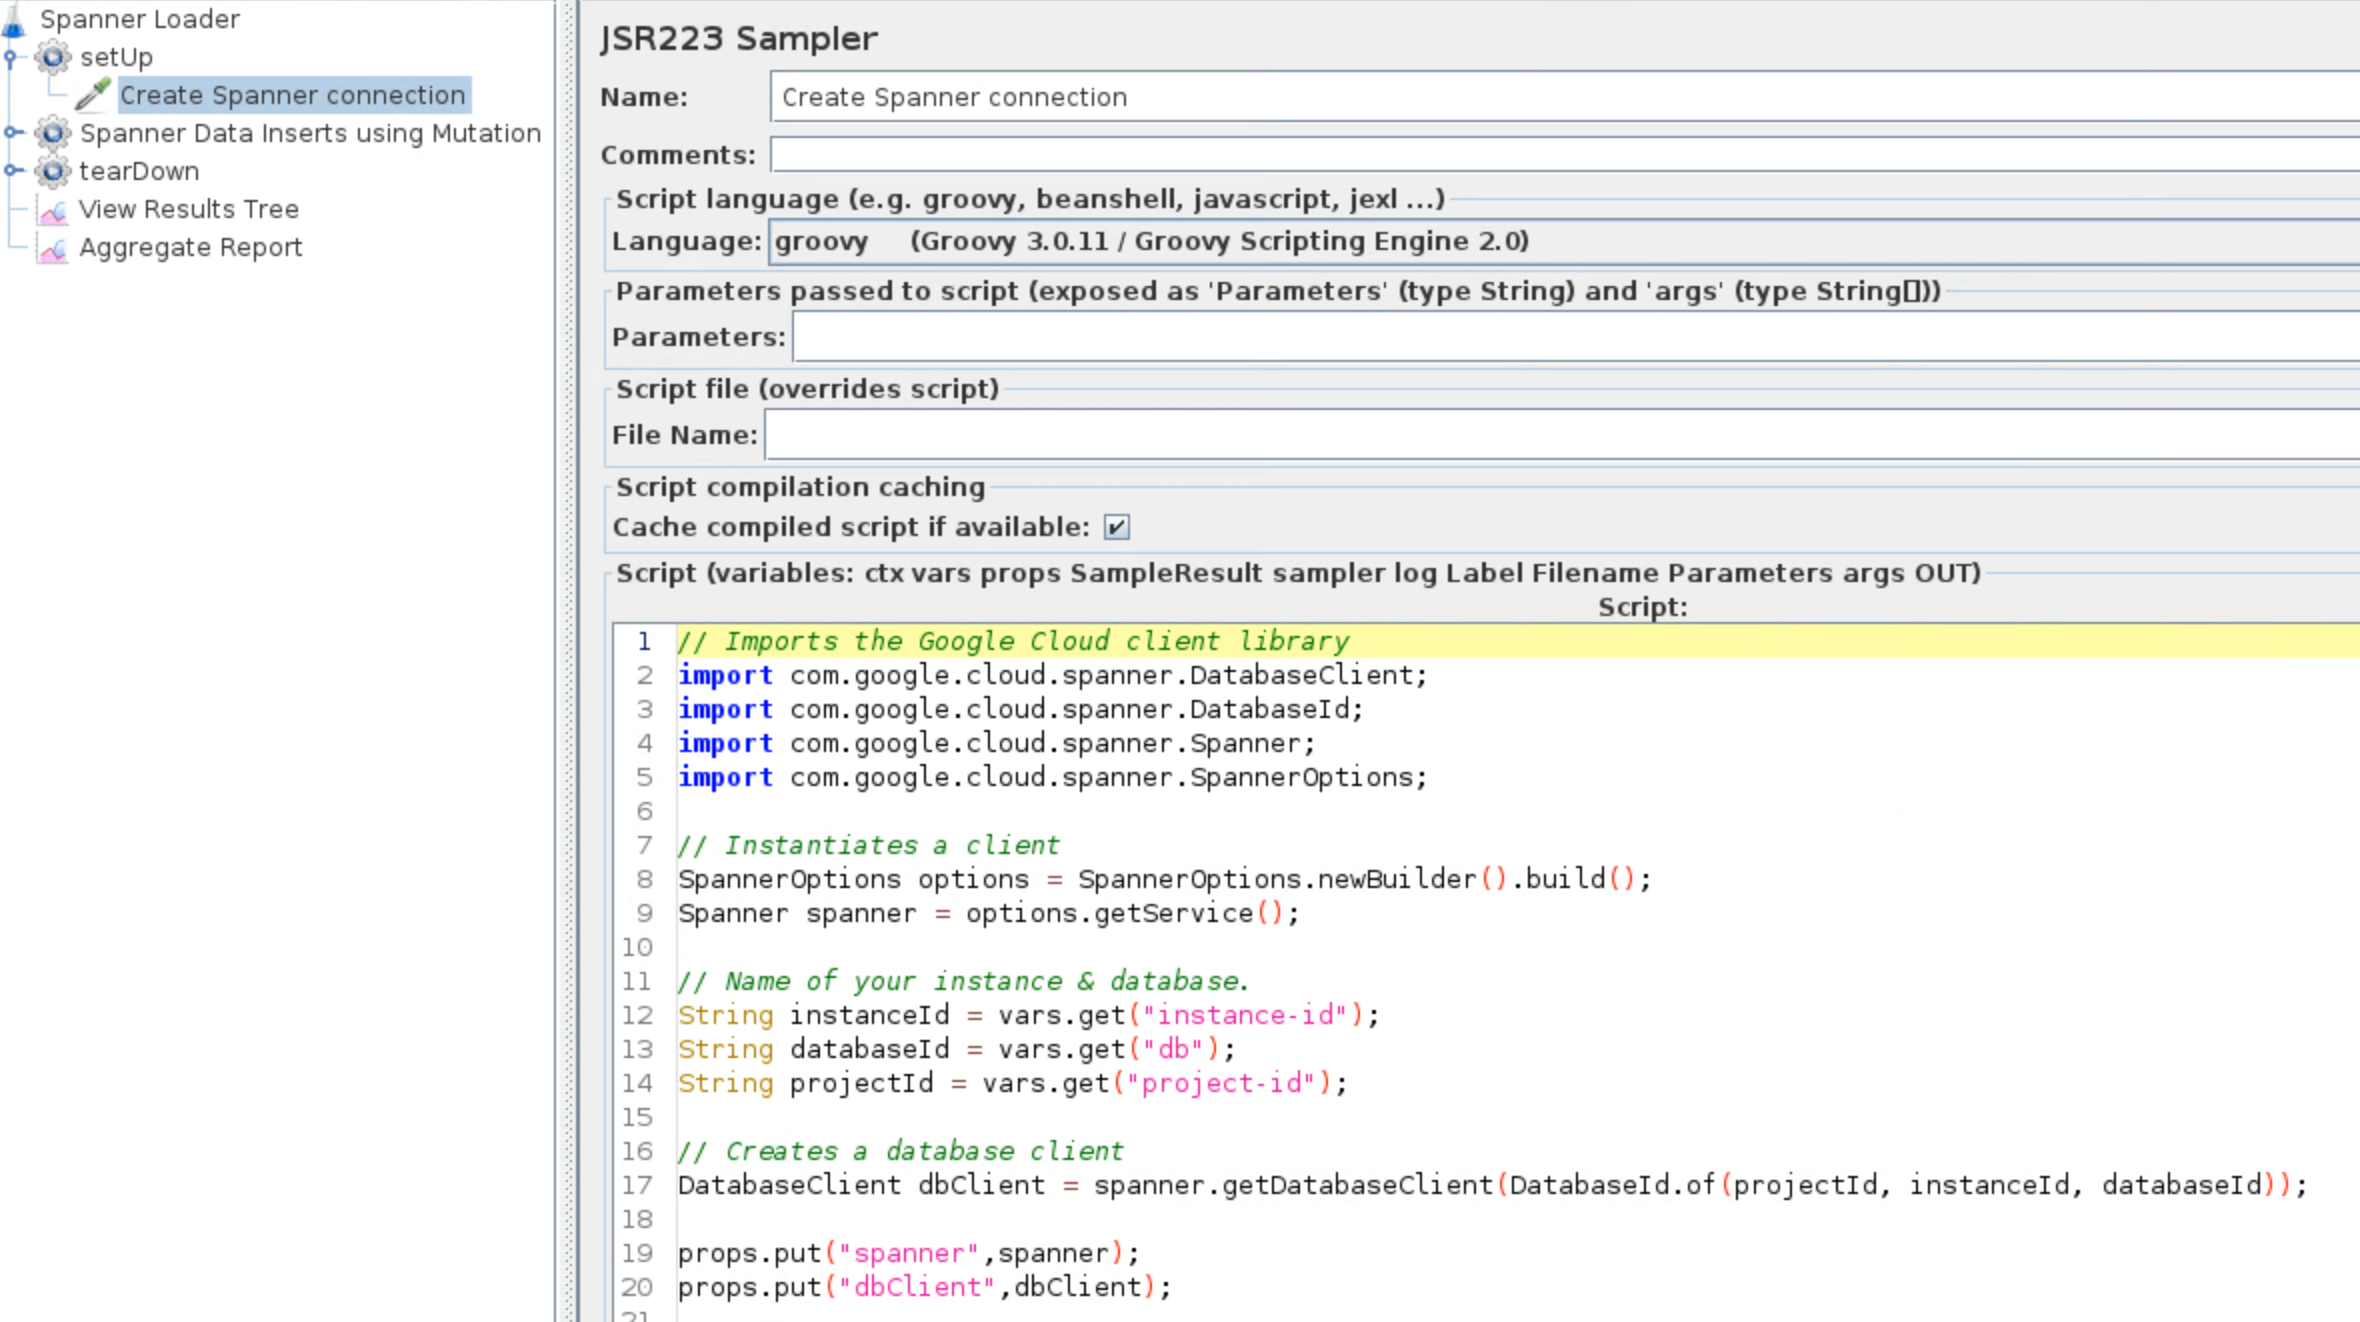 Spanner Loader
setUp
Create Spanner connection
Spanner Data Inserts using Mutation
tearDown
View Results Tree
Aggregate Report
JSR223 Sampler
Name: Create Spanner connection
Comments:
Script language (e.g. groovy, beanshell, javascript, jexl ...)
Language: groovy (Groovy 3.0.11 / Groovy Scripting Engine 2.0)
Parameters passed to script (exposed as 'Parameters' (type String) and 'args' (type String[]))
Parameters:
Script file (overrides script)
File Name:
Script compilation caching
Cache compiled script if available:
Script (variables: ctx vars props SampleResult sampler log Label Filename Parameters args OUT)
Script:
1 // Imports the Google Cloud client library
2 import com.google.cloud.spanner.DatabaseClient;
3 import com.google.cloud.spanner.DatabaseId;
4 import com.google.cloud.spanner.Spanner;
5 import com.google.cloud.spanner.SpannerOptions;
6
7 // Instantiates a client
8 SpannerOptions options = SpannerOptions.newBuilder().build();
9 Spanner spanner = options.getService();
10
11 // Name of your instance & database.
12 String instanceId = vars.get("instance-id");
13 String databaseId = vars.get("db");
14 String projectId = vars.get("project-id");
15
16 // Creates a database client
17 DatabaseClient dbClient = spanner.getDatabaseClient(DatabaseId.of(projectId, instanceId, databaseId));
18
19 props.put("spanner",spanner);
20 props.put("dbClient",dbClient);
21